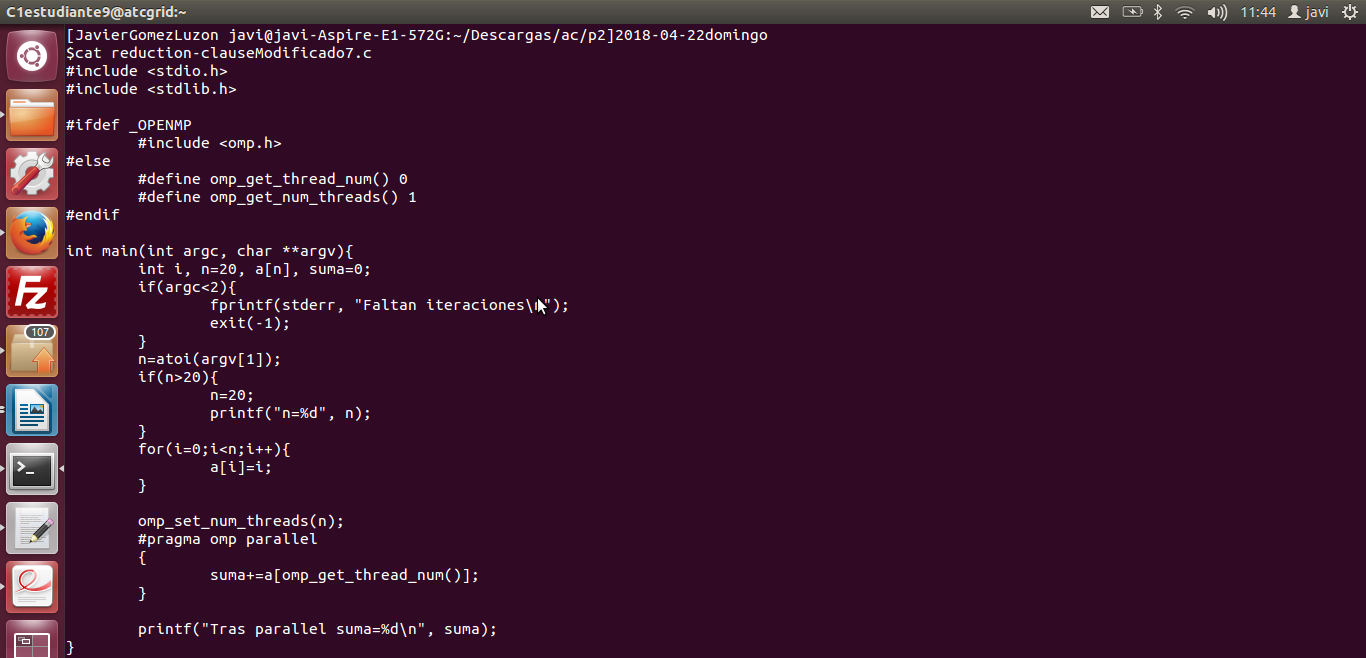 C1estudiante9@atcgrid:~
11:44 javi
[JavierGomezLuzon javi@javi-Aspire-E1-572G:~/Descargas/ac/p2]2018-04-22domingo
$cat reduction-clauseModificado7.c
#include <stdio.h>
#include <stdlib.h>
#ifdef _OPENMP
#include <omp.h>
#else
#define omp_get_thread_num() 0
#define omp_get_num_threads() 1
#endif
int main(int argc, char **argv){
int i, n=20, a[n], suma=0;
if(argc<2){
fprintf(stderr, "Faltan iteraciones\n");
exit(-1);
}
n=atoi(argv[1]);
if(n>20){
n=20;
printf("n=%d", n);
}
for(i=0;i<n;i++){
a[i]=i;
}
omp_set_num_threads(n);
#pragma omp parallel
{
suma+=a[omp_get_thread_num()];
}
printf("Tras parallel suma=%d\n", suma);
}
Fz
107
>_